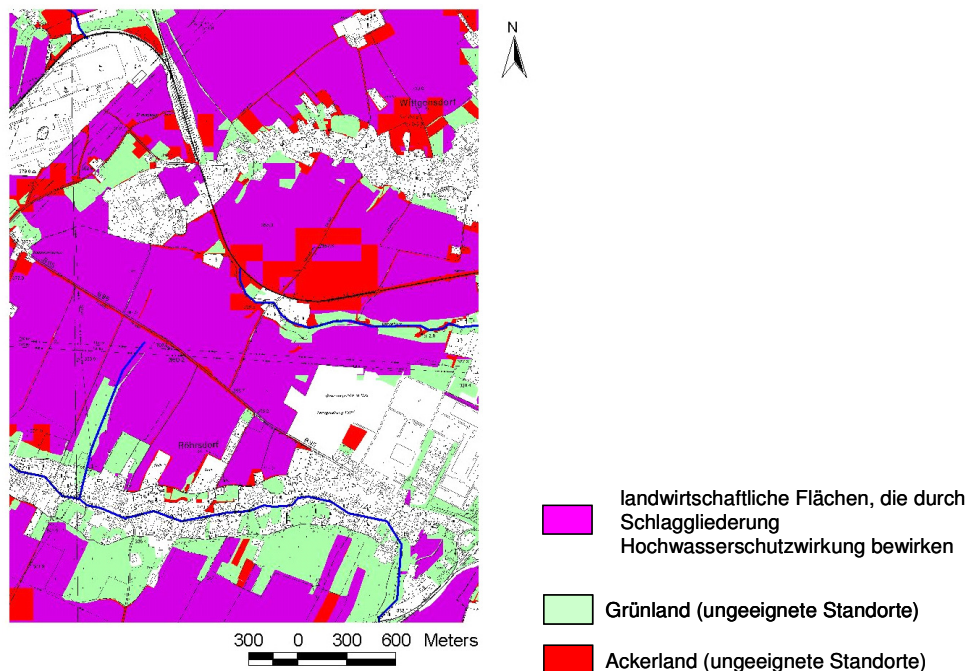 N
Wittgensdorf
Röhrsdorf
300 0 300 600 Meters
landwirtschaftliche Flächen, die durch
Schlaggliederung
Hochwasserschutzwirkung bewirken
Grünland (ungeeignete Standorte)
Ackerland (ungeeignete Standorte)